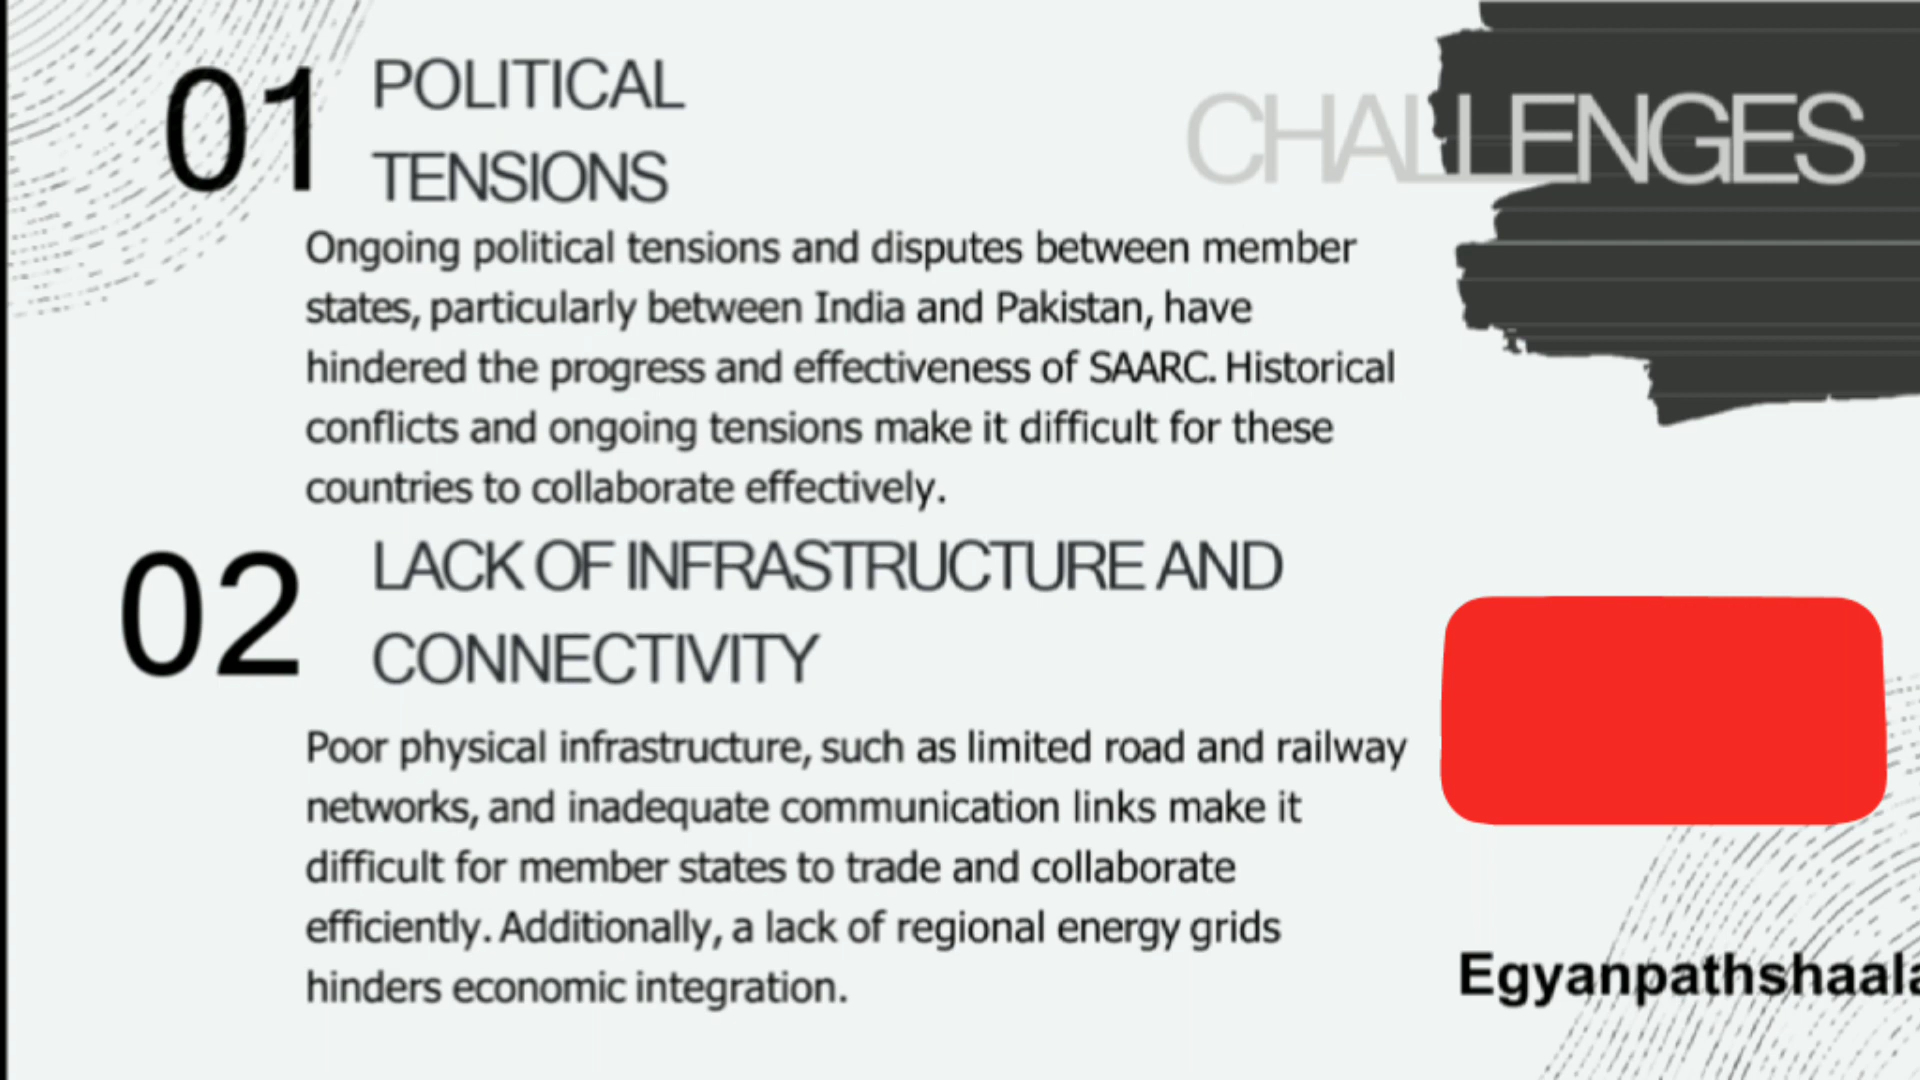 CHALLENGES
01
POLITICAL
TENSIONS
Ongoing political tensions and disputes between member
states, particularly between India and Pakistan, have
hindered the progress and effectiveness of SAARC. Historical
conflicts and ongoing tensions make it difficult for these
countries to collaborate effectively.
02
LACK OF INFRASTRUCTURE AND
CONNECTIVITY
Poor physical infrastructure, such as limited road and railway
networks, and inadequate communication links make it
difficult for member states to trade and collaborate
efficiently. Additionally, a lack of regional energy grids
hinders economic integration.
Egyanpathshaala